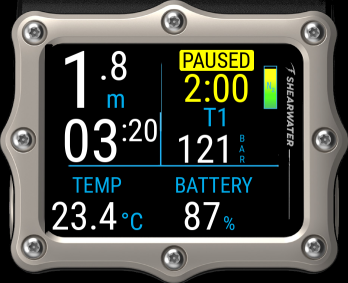 1.8 m
PAUSED
2:00
03:20
T1
121 BAR
TEMP
BATTERY
23.4 °C
87 %
SHEARWATER